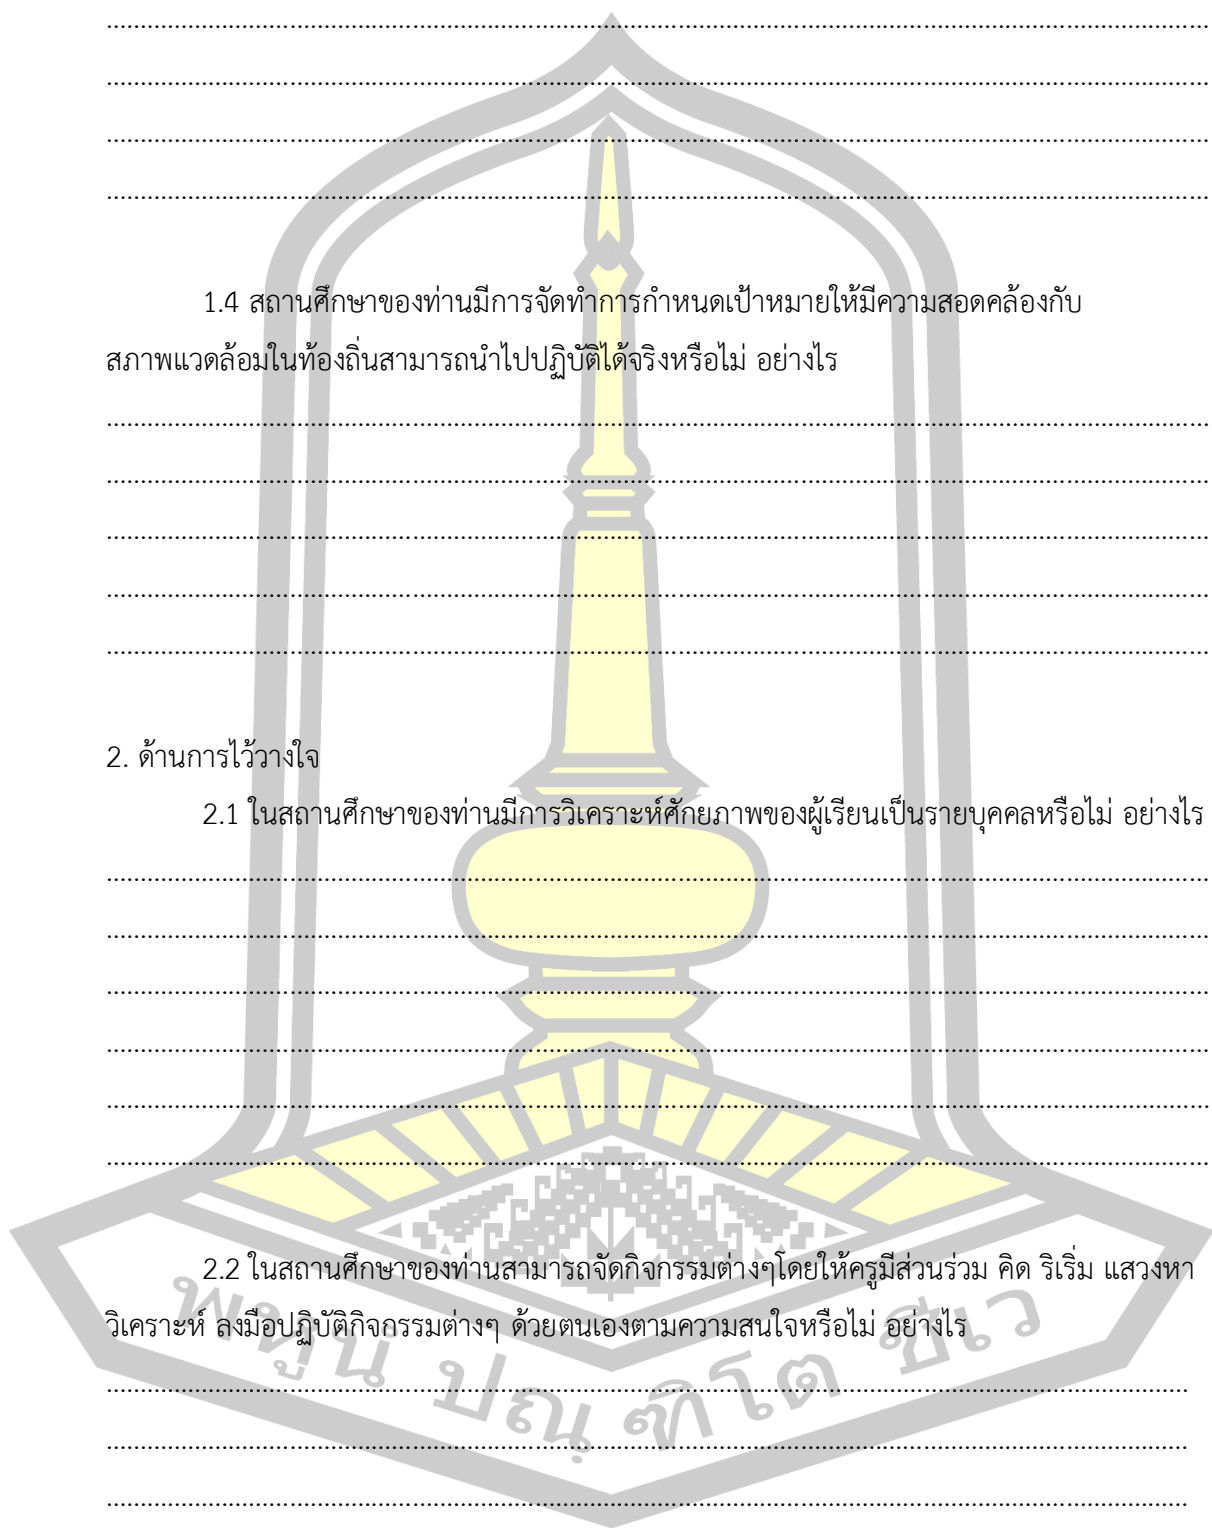 ........................................................................................................................................................................
........................................................................................................................................................................
........................................................................................................................................................................
........................................................................................................................................................................
1.4 สถานศึกษาของท่านมีการจัดทำการกำหนดเป้าหมายให้มีความสอดคล้องกับ
สภาพแวดล้อมในท้องถิ่นสามารถนำไปปฏิบัติได้จริงหรือไม่ อย่างไร
........................................................................................................................................................................
........................................................................................................................................................................
........................................................................................................................................................................
........................................................................................................................................................................
........................................................................................................................................................................
2. ด้านการไว้วางใจ
2.1 ในสถานศึกษาของท่านมีการวิเคราะห์ศักยภาพของผู้เรียนเป็นรายบุคคลหรือไม่ อย่างไร
........................................................................................................................................................................
........................................................................................................................................................................
........................................................................................................................................................................
........................................................................................................................................................................
........................................................................................................................................................................
........................................................................................................................................................................
2.2 ในสถานศึกษาของท่านสามารถจัดกิจกรรมต่างๆโดยให้ครูมีส่วนร่วม คิด ริเริ่ม แสวงหา
วิเคราะห์ ลงมือปฏิบัติกิจกรรมต่างๆ ด้วยตนเองตามความสนใจหรือไม่ อย่างไร
........................................................................................................................................................................
........................................................................................................................................................................
........................................................................................................................................................................
พหูนํ ปณฺฑิโต ชีเว